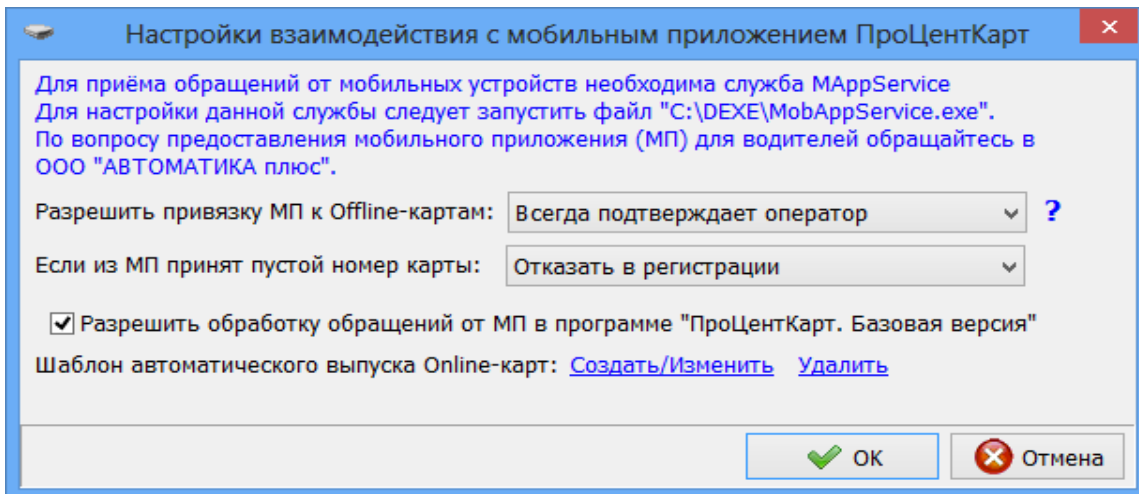 Настройки взаимодействия с мобильным приложением ПроЦентКарт
Для приёма обращений от мобильных устройств необходима служба MAppService
Для настройки данной службы следует запустить файл "C:\DEXE\MobAppService.exe".
По вопросу предоставления мобильного приложения (МП) для водителей обращайтесь в
ООО "АВТОМАТИКА плюс".
Разрешить привязку МП к Offline-картам: Всегда подтверждает оператор ?
Если из МП принят пустой номер карты: Отказать в регистрации
Разрешить обработку обращений от МП в программе "ПроЦентКарт. Базовая версия"
Шаблон автоматического выпуска Online-карт: Создать/Изменить Удалить
ОК Отмена